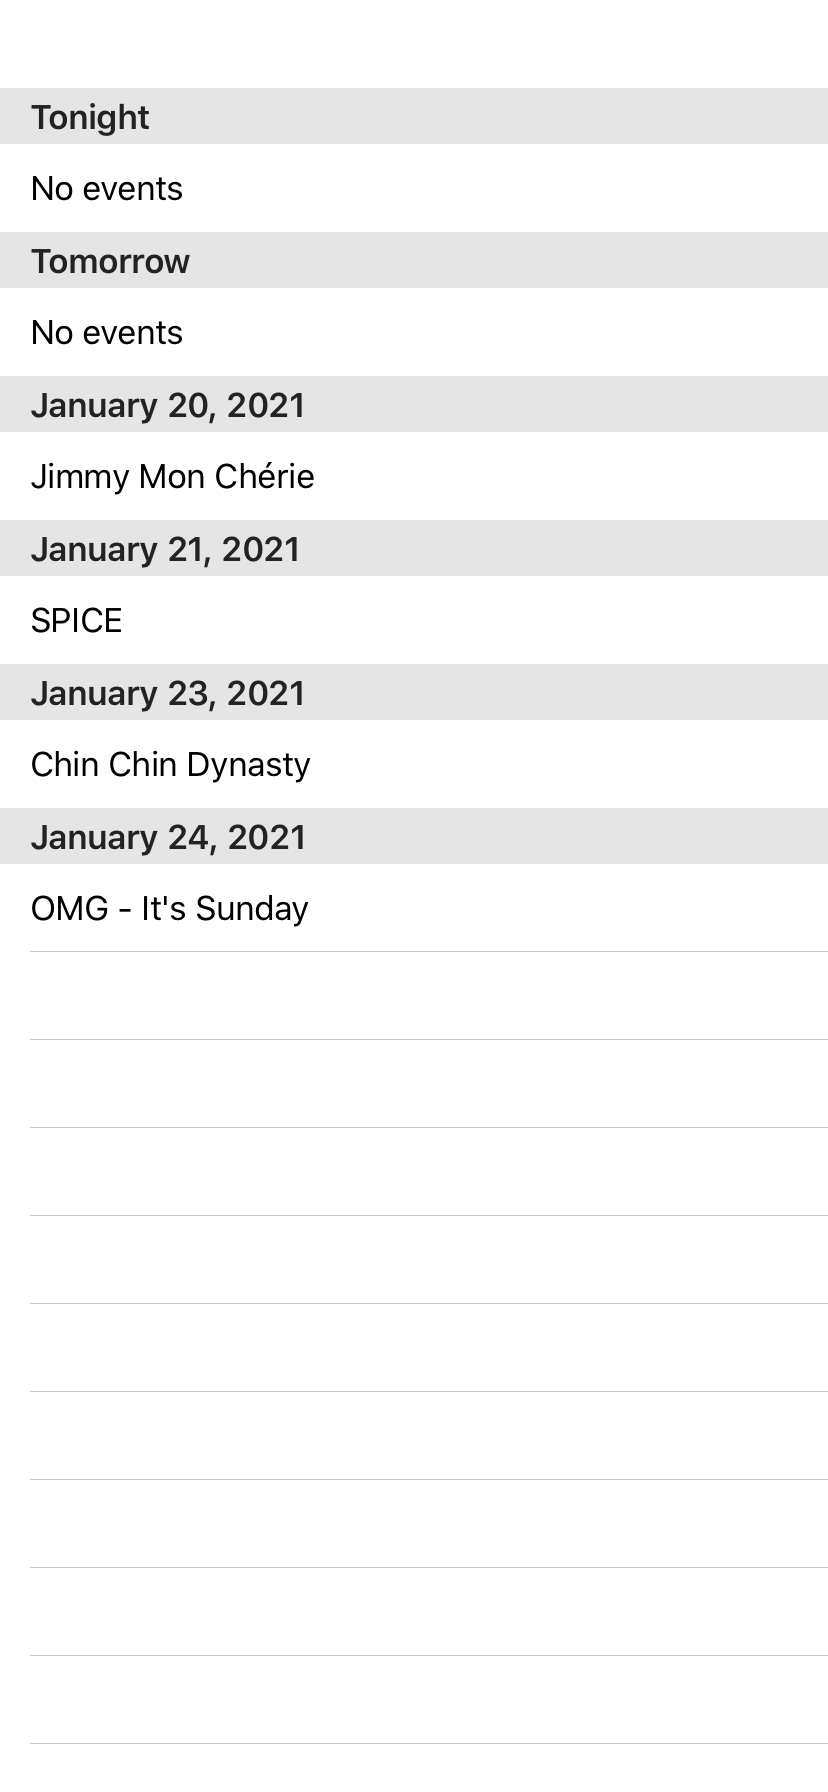 Tonight
No events
Tomorrow
No events
January 20, 2021
Jimmy Mon Chérie
January 21, 2021
SPICE
January 23, 2021
Chin Chin Dynasty
January 24, 2021
OMG - It's Sunday